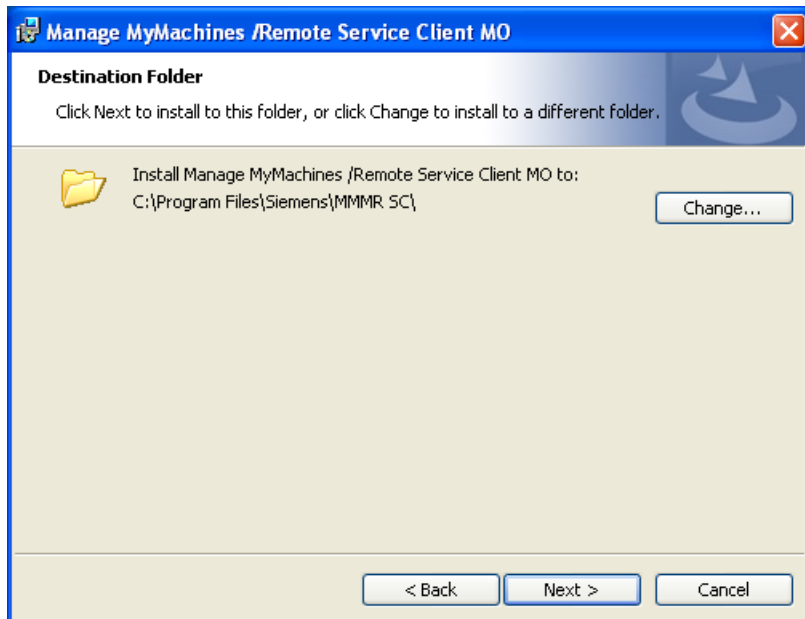 Manage MyMachines /Remote Service Client MO
Destination Folder
Click Next to install to this folder, or click Change to install to a different folder.
Install Manage MyMachines /Remote Service Client MO to:
C:\Program Files\Siemens\MMMR SC\
Change...
< Back
Next >
Cancel